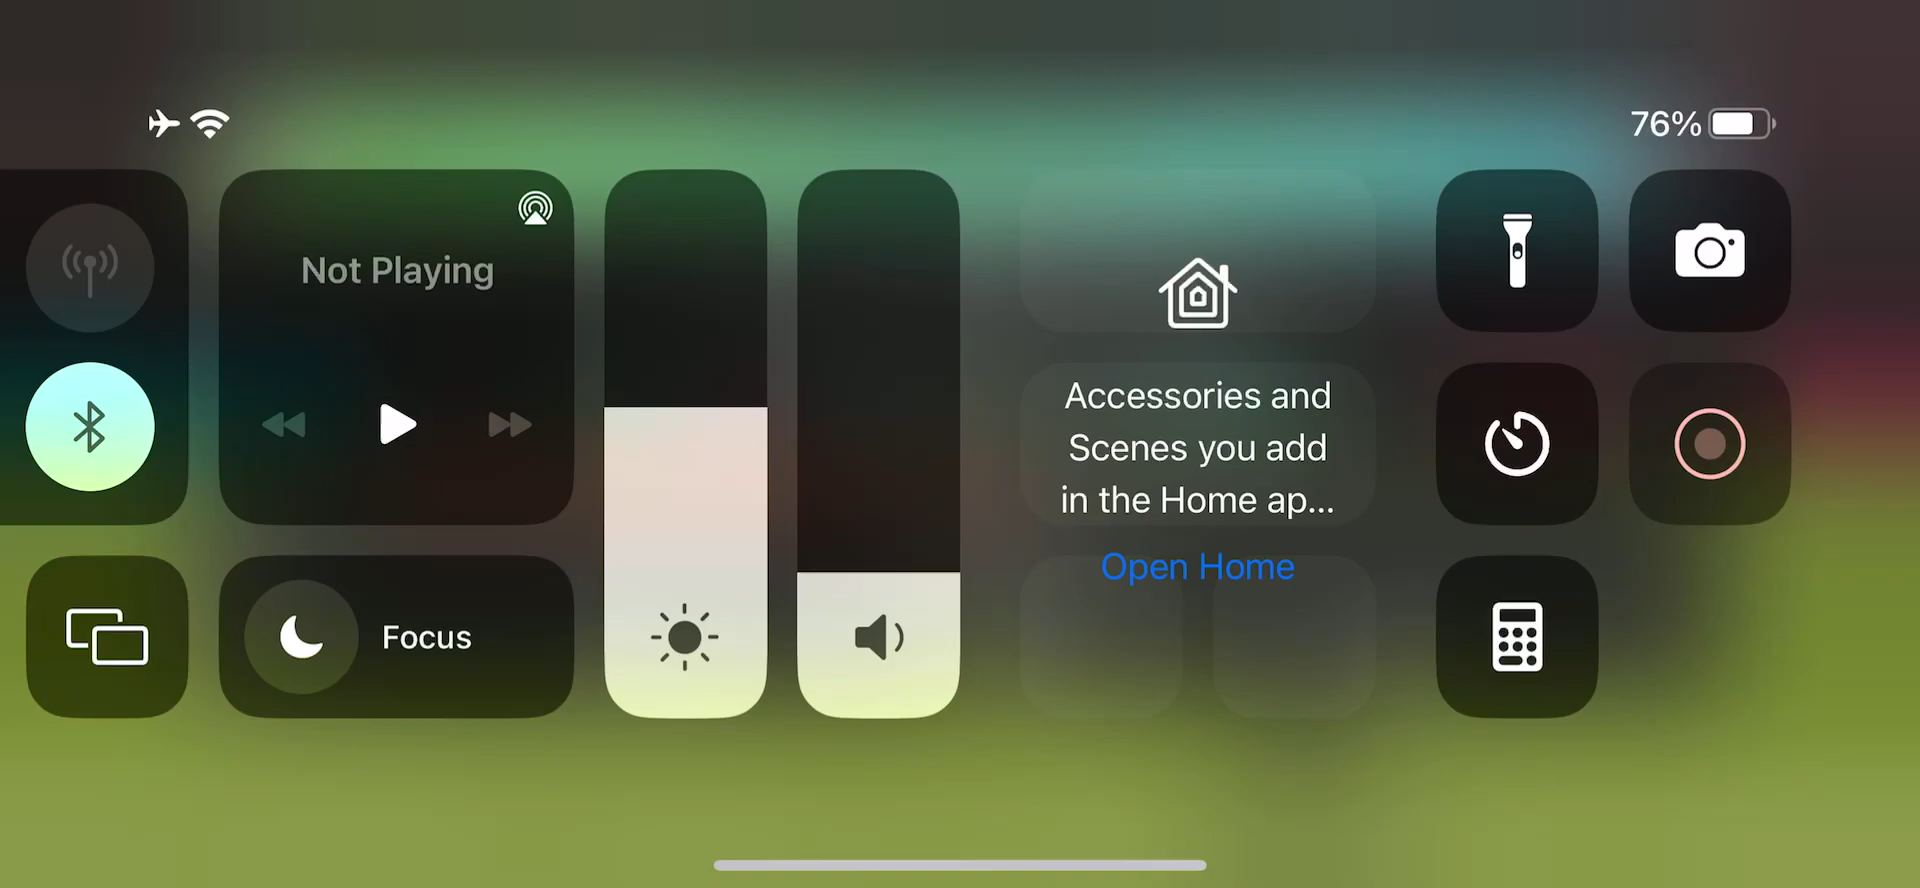 76%
Not Playing
Focus
Accessories and
Scenes you add
in the Home ap...
Open Home